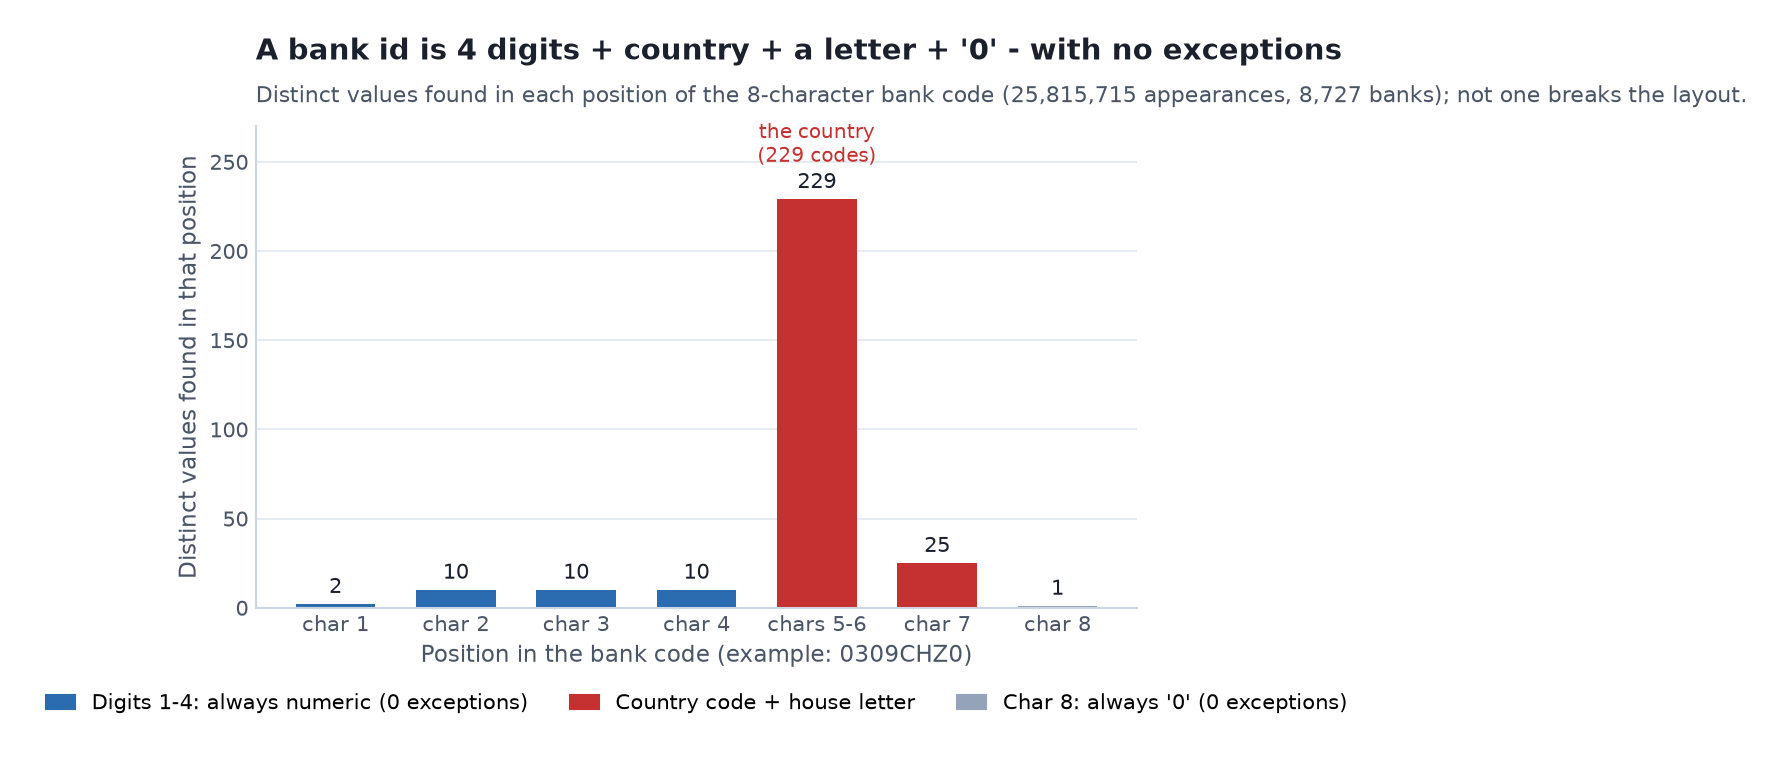 A bank id is 4 digits + country + a letter + '0' - with no exceptions
Distinct values found in each position of the 8-character bank code (25,815,715 appearances, 8,727 banks); not one breaks the layout.
the country
(229 codes)
Distinct values found in that position
250
200
150
100
50
0
2
10
10
10
229
25
1
char 1
char 2
char 3
char 4
chars 5-6
char 7
char 8
Position in the bank code (example: 0309CHZ0)
Digits 1-4: always numeric (0 exceptions)
Country code + house letter
Char 8: always '0' (0 exceptions)